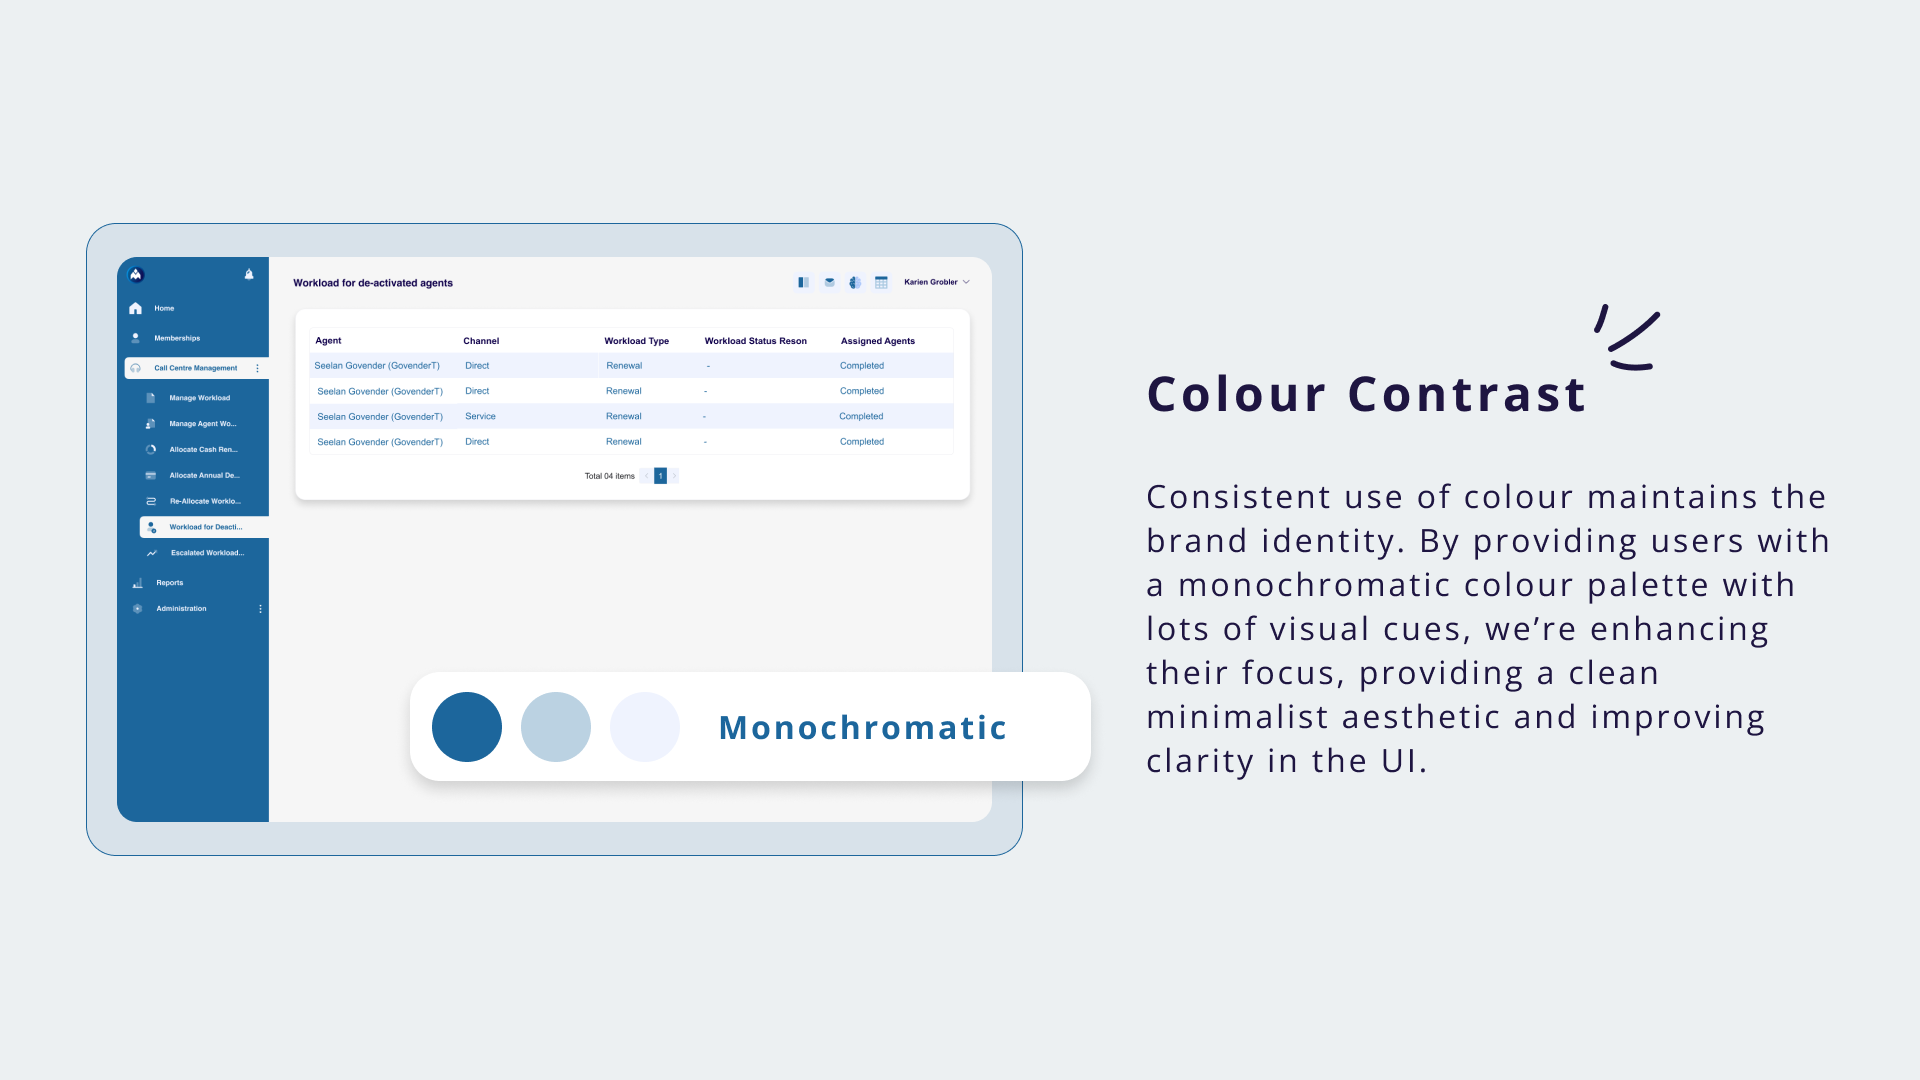 Home
Memberships
Call Centre Management
Manage Workload
Manage Agent Wo...
Allocate Cash Ren...
Allocate Annual De...
Re-Allocate Worklo...
Workload for Deacti...
Escalated Workload...
Reports
Administration
Workload for de-activated agents
Karien Grobler
Agent Channel Workload Type Workload Status Reson Assigned Agents
Seelan Govender (GovenderT) Direct Renewal - Completed
Seelan Govender (GovenderT) Direct Renewal - Completed
Seelan Govender (GovenderT) Service Renewal - Completed
Seelan Govender (GovenderT) Direct Renewal - Completed
Total 04 items < 1 >
Monochromatic
Colour Contrast
Consistent use of colour maintains the
brand identity. By providing users with
a monochromatic colour palette with
lots of visual cues, we’re enhancing
their focus, providing a clean
minimalist aesthetic and improving
clarity in the UI.